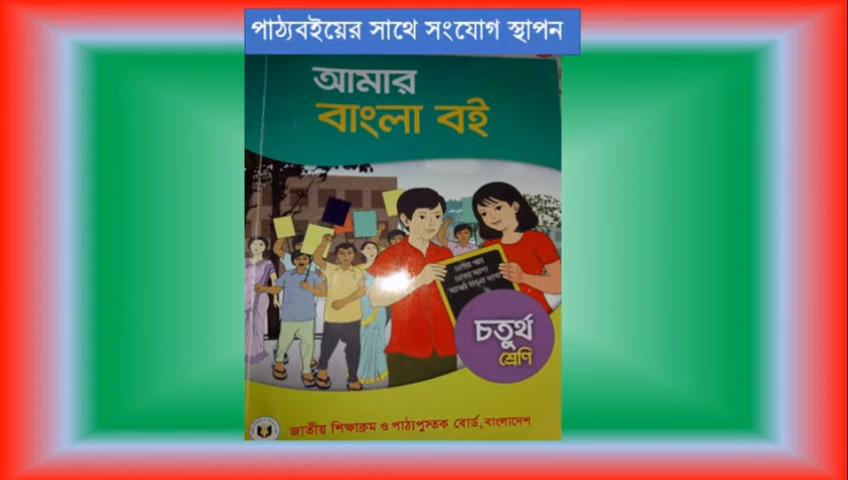 পাঠ্যবইয়ের সাথে সংযোগ স্থাপন
আমার
বাংলা বই
চতুর্থ
শ্রেণি
জাতীয় শিক্ষাক্রম ও পাঠ্যপুস্তক বোর্ড, বাংলাদেশ